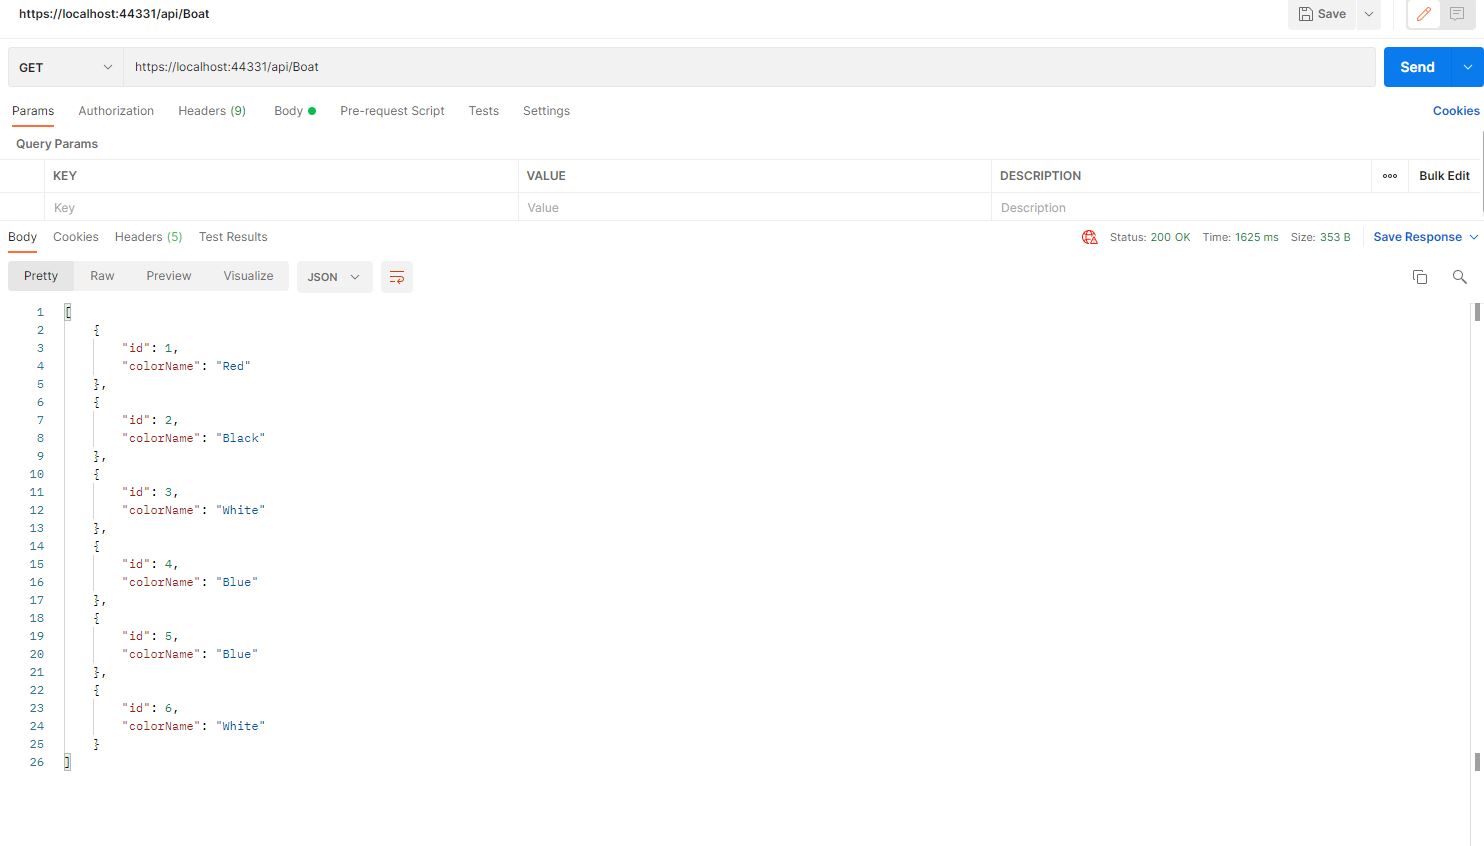 https://localhost:44331/api/Boat
Save
GET https://localhost:44331/api/Boat Send
Params Authorization Headers (9) Body Pre-request Script Tests Settings Cookies
Query Params
KEY VALUE DESCRIPTION Bulk Edit
Key Value Description
Body Cookies Headers (5) Test Results Status: 200 OK Time: 1625 ms Size: 353 B Save Response
Pretty Raw Preview Visualize JSON
1 [
2 {
3 "id": 1,
4 "colorName": "Red"
5 },
6 {
7 "id": 2,
8 "colorName": "Black"
9 },
10 {
11 "id": 3,
12 "colorName": "White"
13 },
14 {
15 "id": 4,
16 "colorName": "Blue"
17 },
18 {
19 "id": 5,
20 "colorName": "Blue"
21 },
22 {
23 "id": 6,
24 "colorName": "White"
25 }
26 ]